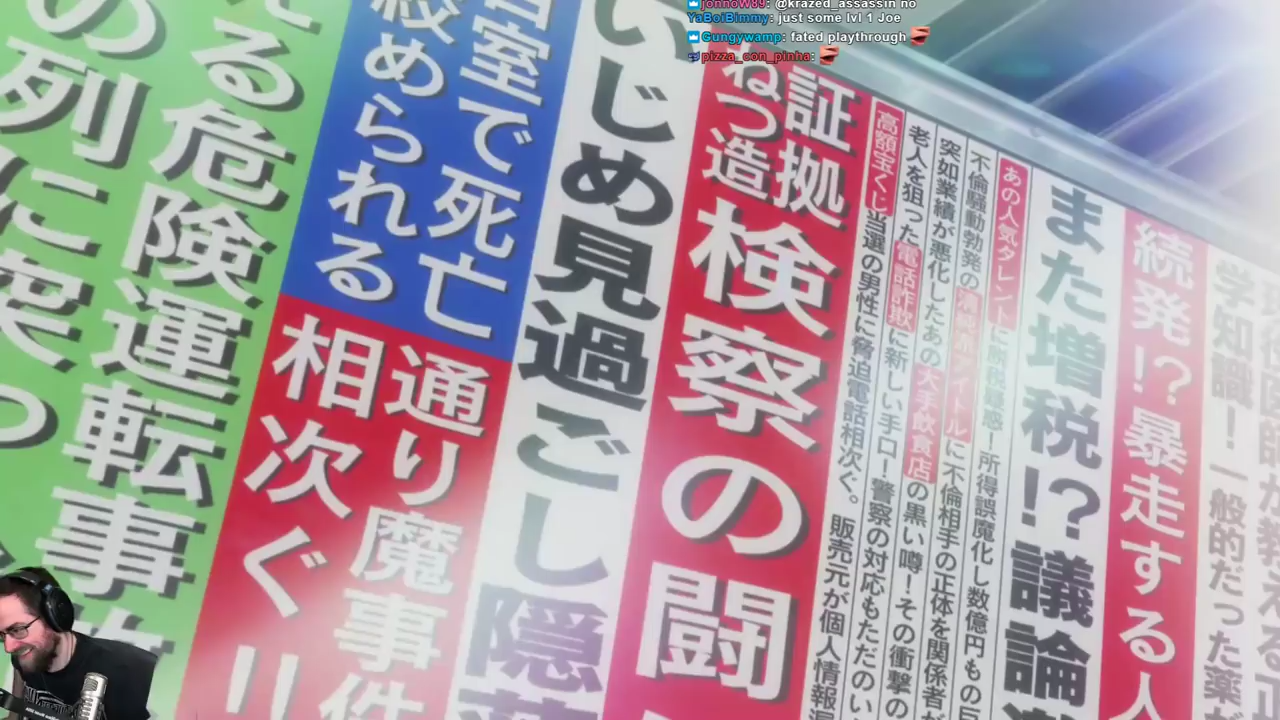 jonnow89: @krazed_assassin no
YaBoiBimmy: just some lvl 1 Joe
Gungywamp: fated playthrough
pizza_con_pinha:
学知識！一般的だった薬
続発!?暴走する人
また増税!?議論
あの人気タレントに脱税疑惑！所得誤魔化し数億円もの巨
不倫騒動勃発の清純派アイドルに不倫相手の正体を関係者が
突如業績が悪化したあの大手飲食店の黒い噂！その衝撃の
老人を狙った電話詐欺に新しい手口！警察の対応もただのい
高額宝くじ当選の男性に脅迫電話相次ぐ。販売元が個人情報漏
証拠
ねつ造
検察の闇
いじめ見過ごし隠
室で死亡
絞められる
通り魔事件
相次ぐ!!
る危険運転事故
の列に突っ